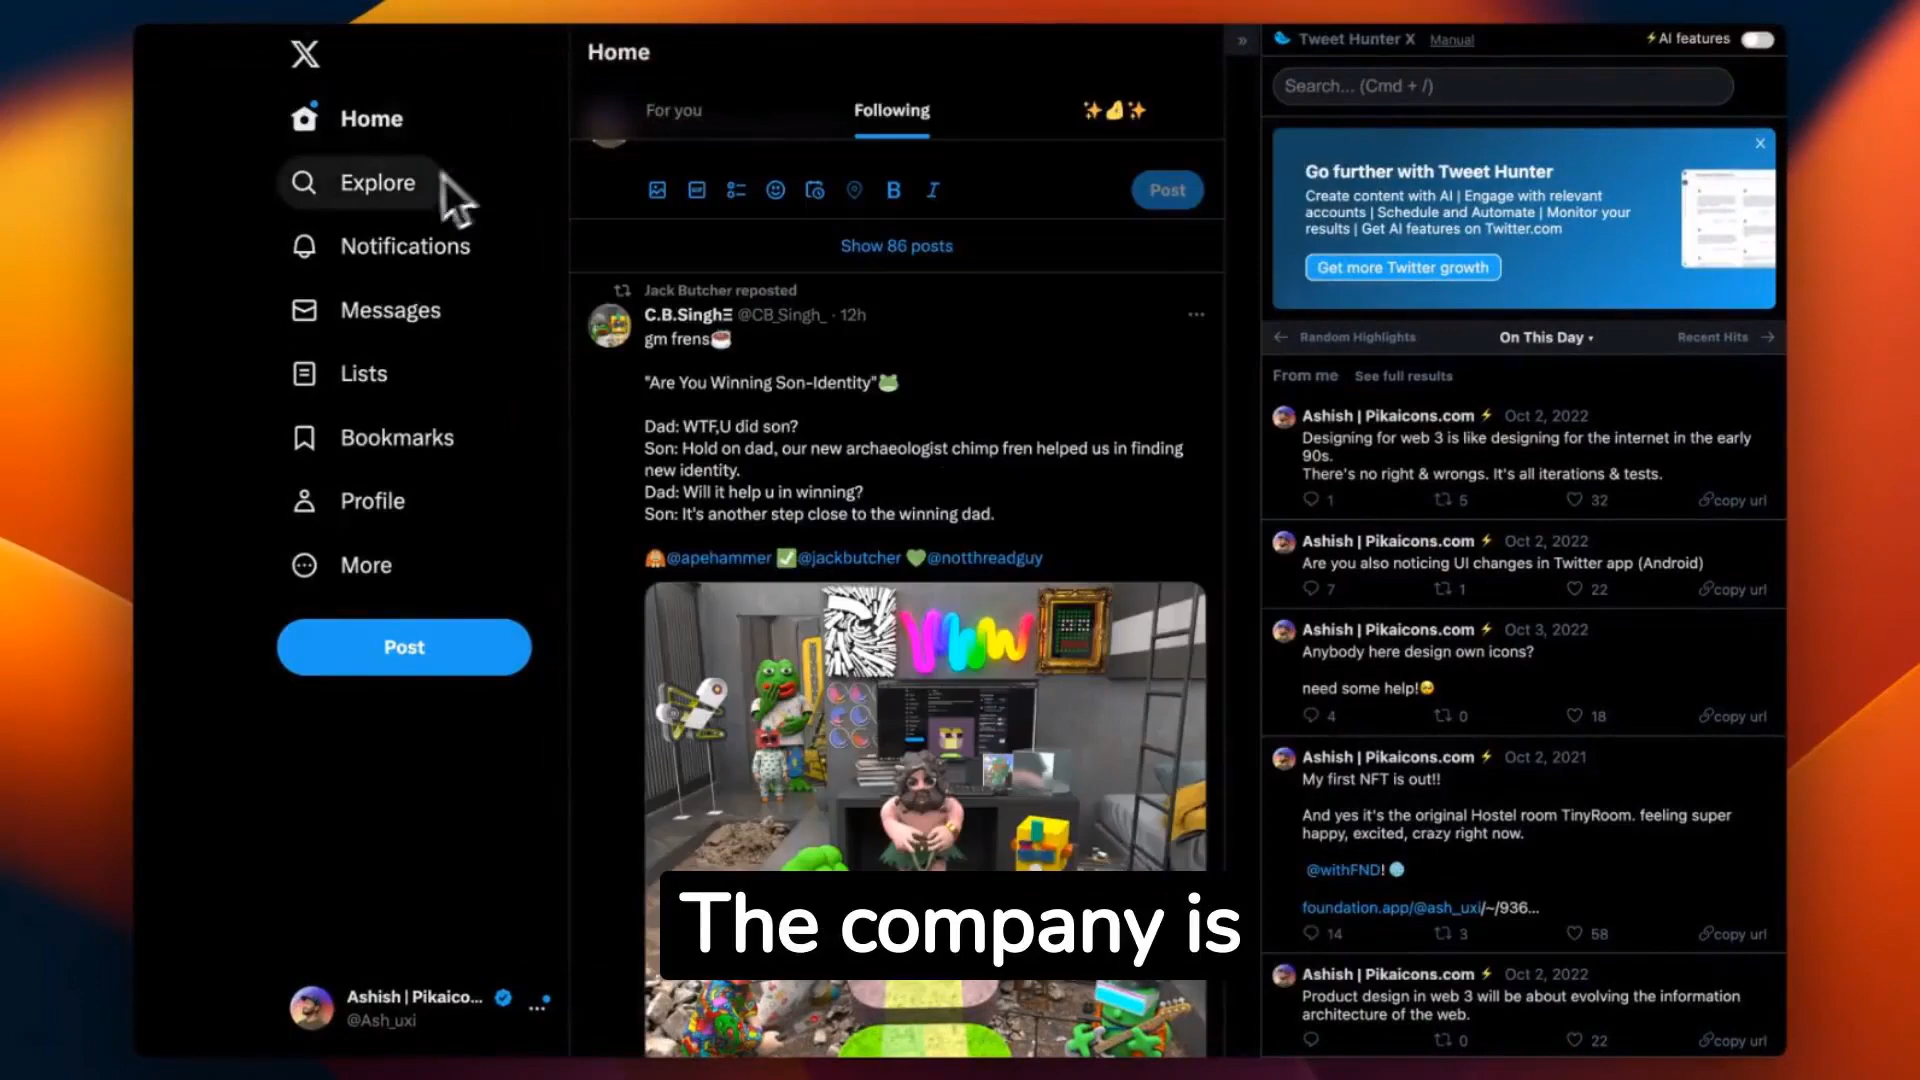 Home
Explore
Notifications
Messages
Lists
Bookmarks
Profile
More
Post
Ashish | Pikaico...
@Ash_uxi
Home
For you
Following
✨🤌✨
B I
Post
Show 86 posts
Jack Butcher reposted
C.B.SinghΞ @CB_Singh_ · 12h
gm frens☕
"Are You Winning Son-Identity"🐸
Dad: WTF,U did son?
Son: Hold on dad, our new archaeologist chimp fren helped us in finding
new identity.
Dad: Will it help u in winning?
Son: It's another step close to the winning dad.
🦧@apehammer ✅@jackbutcher 💚@notthreadguy
The company is
Tweet Hunter X Manual
⚡AI features
Search... (Cmd + /)
Go further with Tweet Hunter
Create content with AI | Engage with relevant
accounts | Schedule and Automate | Monitor your
results | Get AI features on Twitter.com
Get more Twitter growth
← Random Highlights
On This Day ▾
Recent Hits →
From me See full results
Ashish | Pikaicons.com ⚡ Oct 2, 2022
Designing for web 3 is like designing for the internet in the early
90s.
There's no right & wrongs. It's all iterations & tests.
1 5 32 copy url
Ashish | Pikaicons.com ⚡ Oct 2, 2022
Are you also noticing UI changes in Twitter app (Android)
7 1 22 copy url
Ashish | Pikaicons.com ⚡ Oct 3, 2022
Anybody here design own icons?
need some help!🥺
4 0 18 copy url
Ashish | Pikaicons.com ⚡ Oct 2, 2021
My first NFT is out!!
And yes it's the original Hostel room TinyRoom. feeling super
happy, excited, crazy right now.
@withFND! 🌐
foundation.app/@ash_uxi/~/936...
14 3 58 copy url
Ashish | Pikaicons.com ⚡ Oct 2, 2022
Product design in web 3 will be about evolving the information
architecture of the web.
0 22 copy url